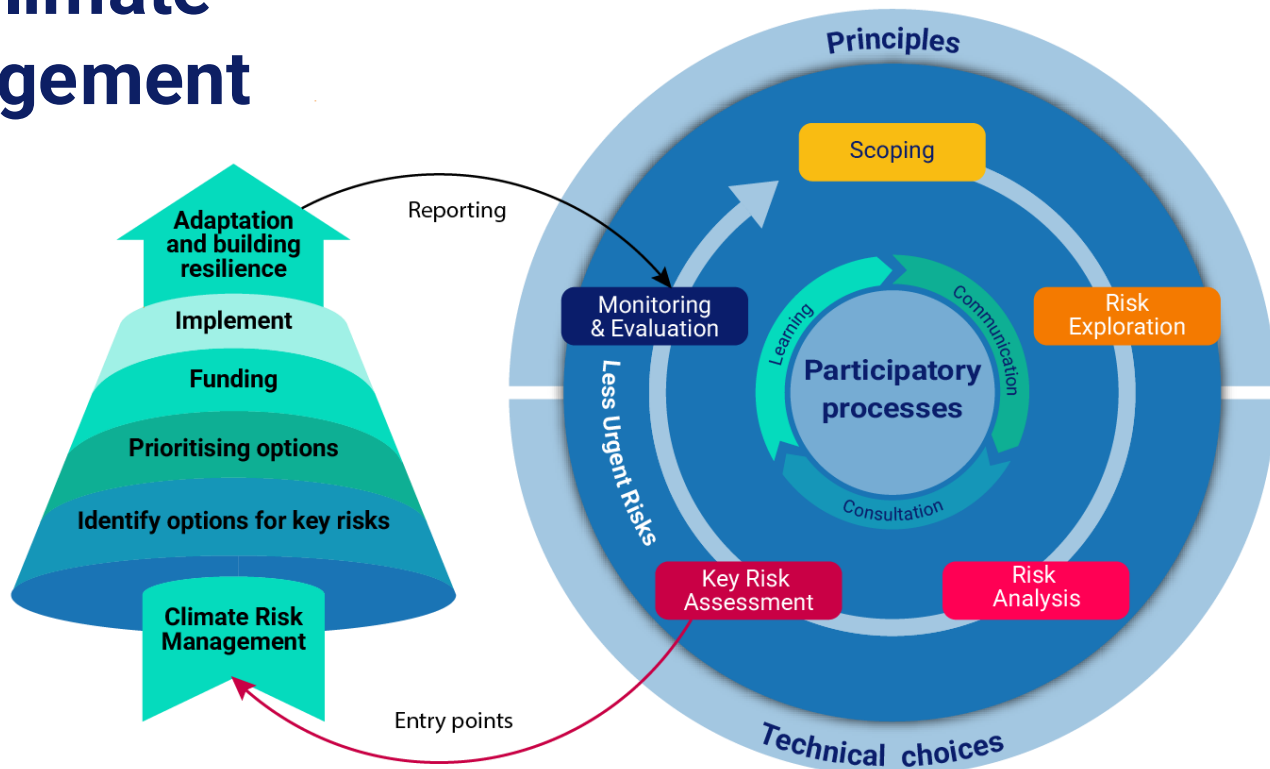 gement
Principles
Scoping
Risk
Exploration
Risk
Analysis
Key Risk
Assessment
Less Urgent Risks
Monitoring
& Evaluation
Learning
Communication
Consultation
Participatory
processes
Technical choices
Reporting
Entry points
Adaptation
and building
resilience
Implement
Funding
Prioritising options
Identify options for key risks
Climate Risk
Management